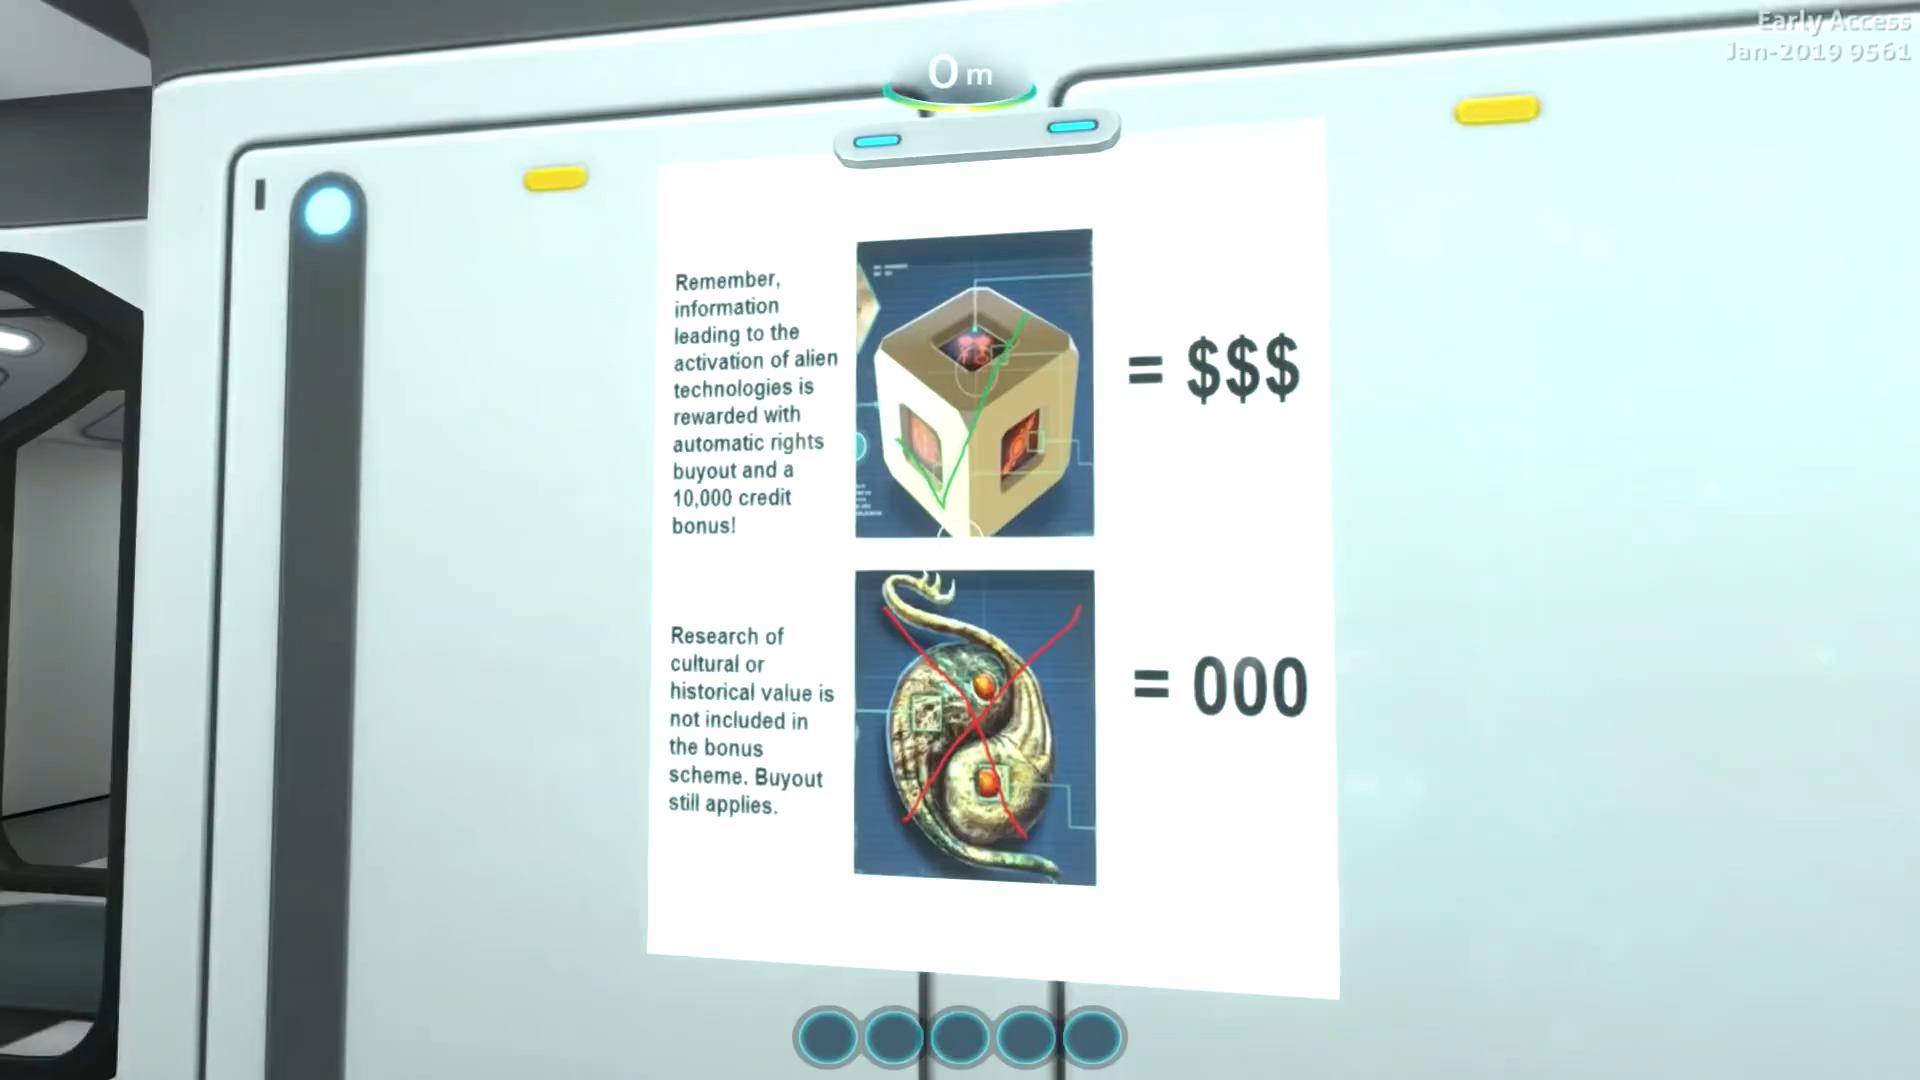 Early Access
Jan-2019 9561
0 m
Remember,
information
leading to the
activation of alien
technologies is
rewarded with
automatic rights
buyout and a
10,000 credit
bonus!
= $$$
Research of
cultural or
historical value is
not included in
the bonus
scheme. Buyout
still applies.
= 000